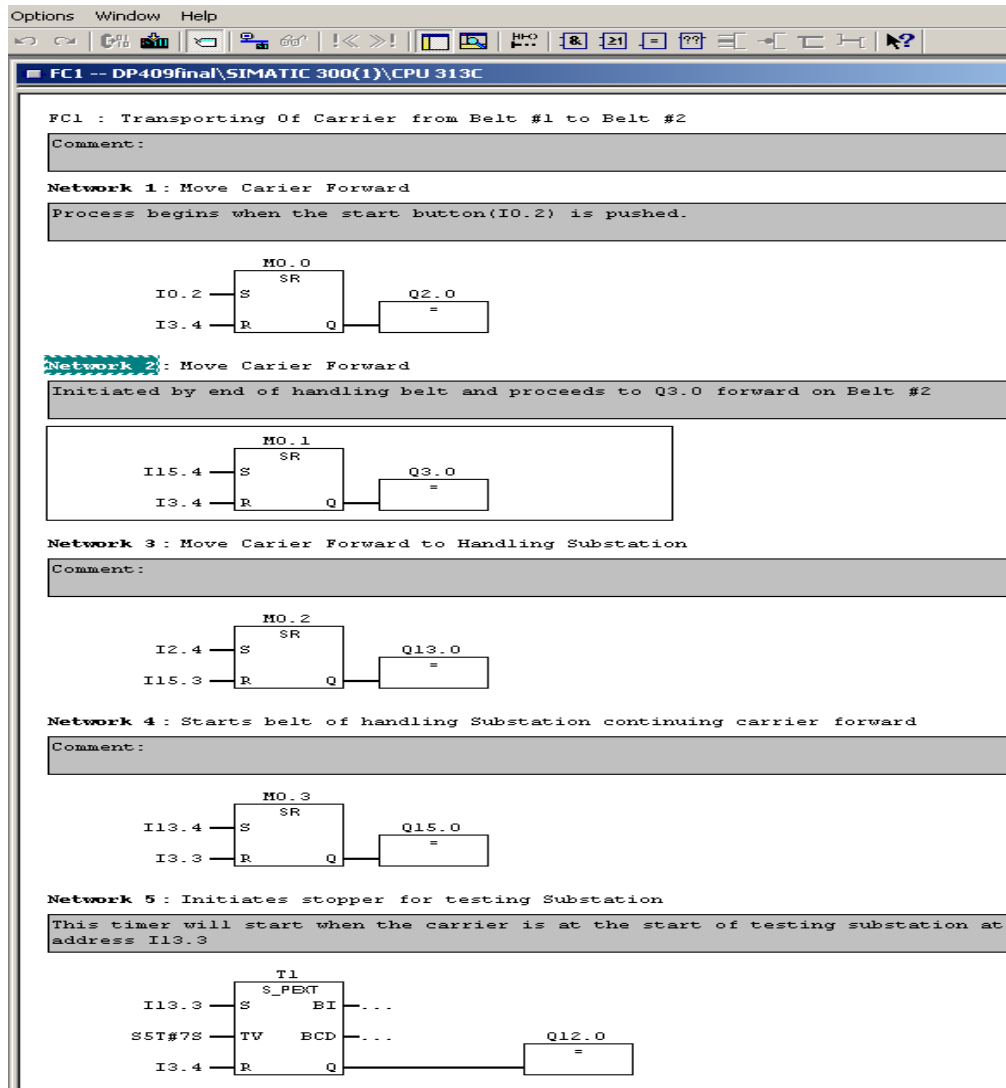 Options Window Help
!≪ ≫! & ≥1 = ?? ?
FC1 -- DP409final\SIMATIC 300(1)\CPU 313C
FC1 : Transporting Of Carrier from Belt #1 to Belt #2
Comment:
Network 1 : Move Carier Forward
Process begins when the start button(I0.2) is pushed.
M0.0
SR
I0.2 S Q2.0
=
I3.4 R Q
Network 2 : Move Carier Forward
Initiated by end of handling belt and proceeds to Q3.0 forward on Belt #2
M0.1
SR
I15.4 S Q3.0
=
I3.4 R Q
Network 3 : Move Carier Forward to Handling Substation
Comment:
M0.2
SR
I2.4 S Q13.0
=
I15.3 R Q
Network 4 : Starts belt of handling Substation continuing carrier forward
Comment:
M0.3
SR
I13.4 S Q15.0
=
I3.3 R Q
Network 5 : Initiates stopper for testing Substation
This timer will start when the carrier is at the start of testing substation at
address I13.3
T1
S_PEXT
I13.3 S BI ...
S5T#7S TV BCD ... Q12.0
=
I3.4 R Q